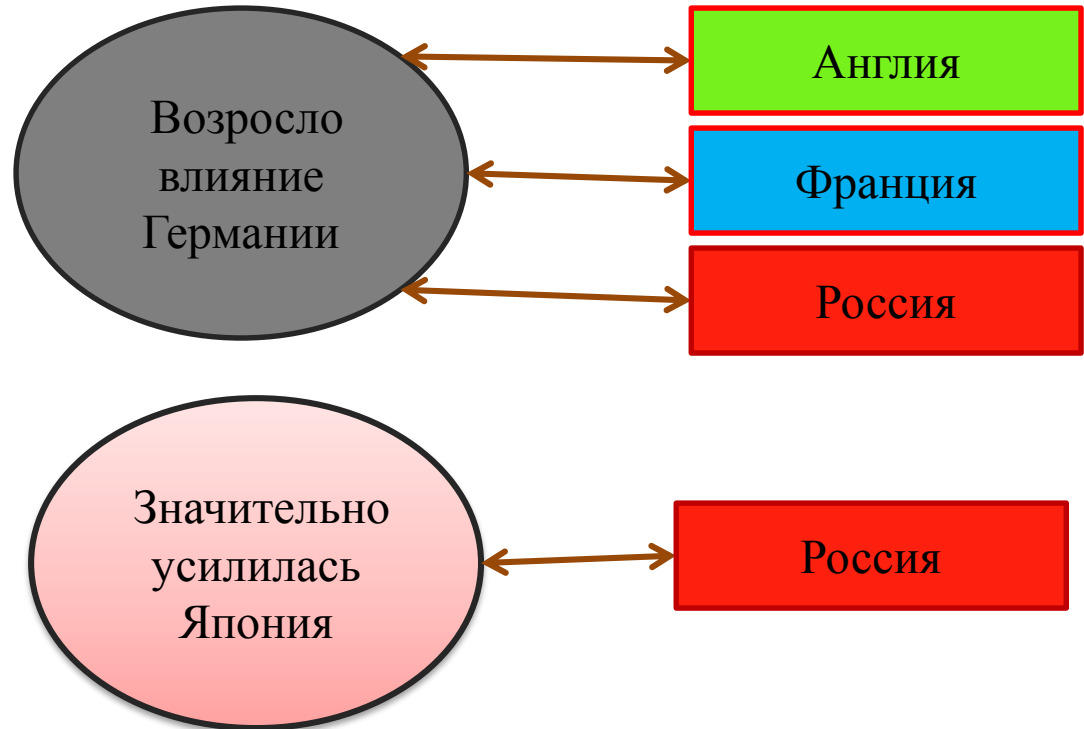 Возросло
влияние
Германии
Англия
Франция
Россия
Значительно
усилилась
Япония
Россия